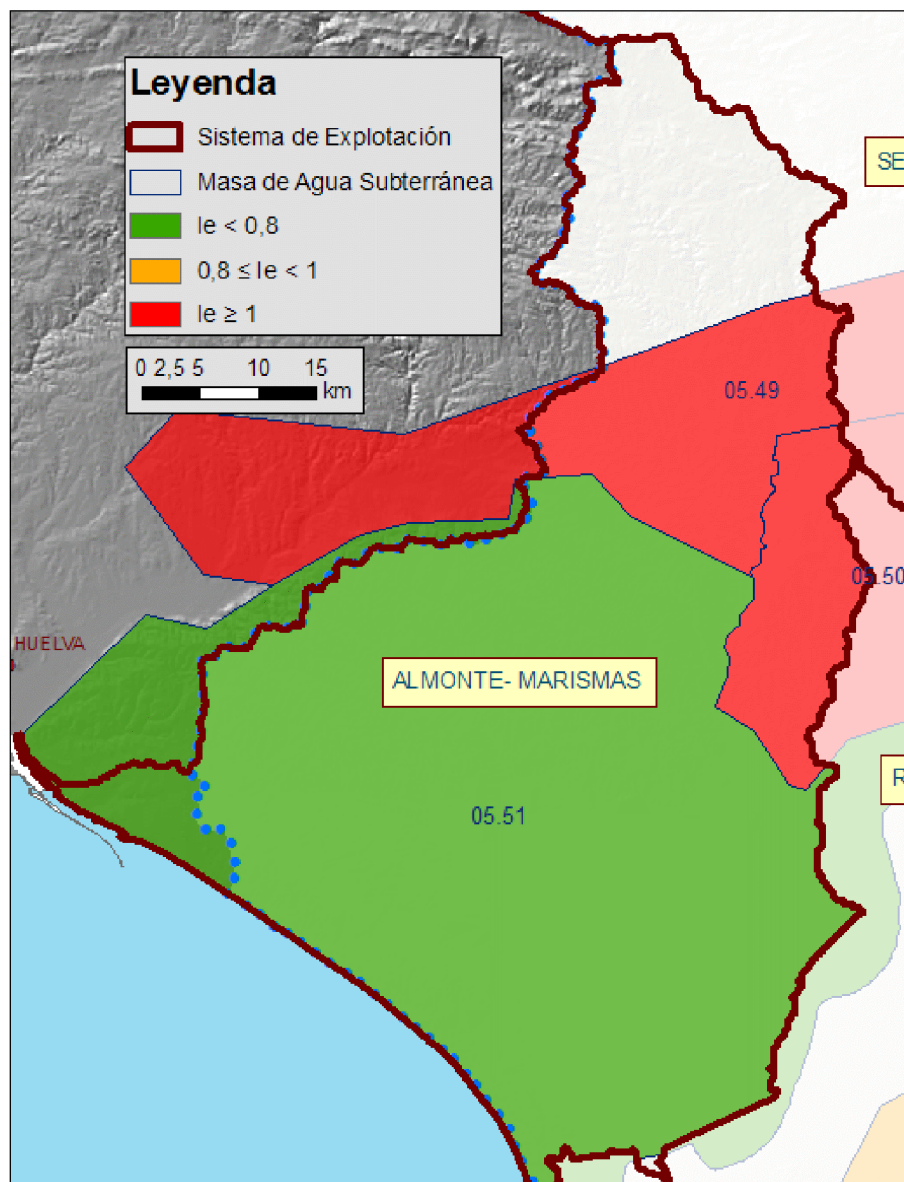 Leyenda
Sistema de Explotación
Masa de Agua Subterránea
Ie < 0,8
0,8 ≤ Ie < 1
Ie ≥ 1
0 2,5 5 10 15
km
SE
05.49
05.50
HUELVA
ALMONTE- MARISMAS
R
05.51